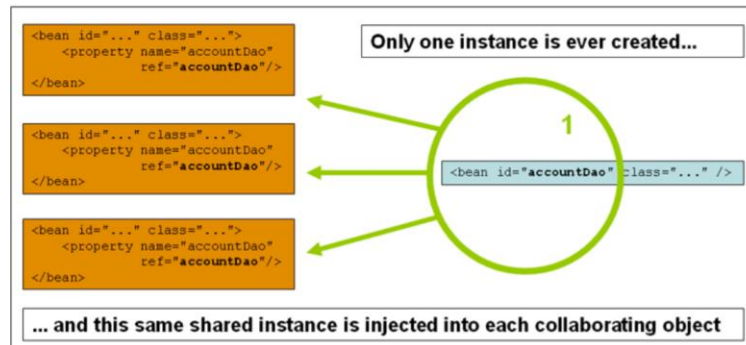 <bean id="..." class="...">
<property name="accountDao"
ref="accountDao"/>
</bean>
Only one instance is ever created...
1
<bean id="..." class="...">
<property name="accountDao"
ref="accountDao"/>
</bean>
<bean id="accountDao" class="..." />
<bean id="..." class="...">
<property name="accountDao"
ref="accountDao"/>
</bean>
... and this same shared instance is injected into each collaborating object